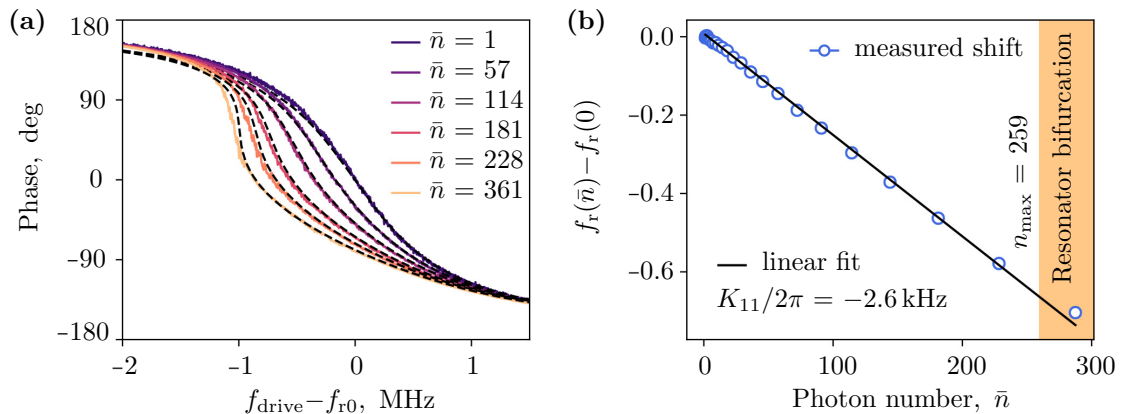 (a)
180
90
0
−90
−180
Phase, deg
n̄ = 1
n̄ = 57
n̄ = 114
n̄ = 181
n̄ = 228
n̄ = 361
−2
−1
0
1
f_drive−f_r0, MHz
(b)
0.0
−0.2
−0.4
−0.6
f_r(n̄)−f_r(0)
measured shift
n_max = 259
Resonator bifurcation
linear fit
K_11/2π = −2.6 kHz
0
100
200
300
Photon number, n̄